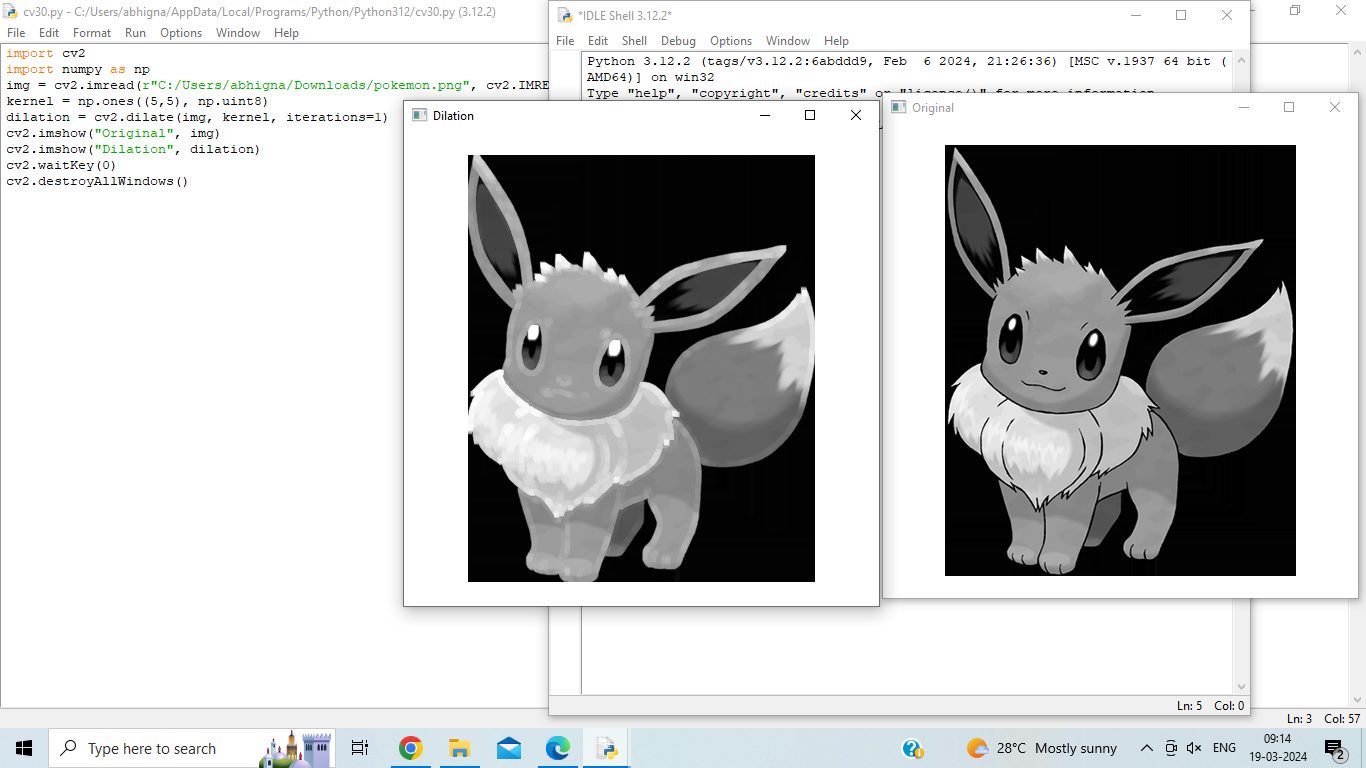 cv30.py - C:/Users/abhigna/AppData/Local/Programs/Python/Python312/cv30.py (3.12.2)
File Edit Format Run Options Window Help
import cv2
import numpy as np
img = cv2.imread(r"C:/Users/abhigna/Downloads/pokemon.png", cv2.IMRE
kernel = np.ones((5,5), np.uint8)
dilation = cv2.dilate(img, kernel, iterations=1)
cv2.imshow("Original", img)
cv2.imshow("Dilation", dilation)
cv2.waitKey(0)
cv2.destroyAllWindows()
*IDLE Shell 3.12.2*
File Edit Shell Debug Options Window Help
Python 3.12.2 (tags/v3.12.2:6abddd9, Feb  6 2024, 21:26:36) [MSC v.1937 64 bit (
AMD64)] on win32
Type "help", "copyright", "credits" or "license()" for more information.
Dilation
Original
Ln: 5 Col: 0
Ln: 3 Col: 57
Type here to search
28°C Mostly sunny
ENG
09:14
19-03-2024
2